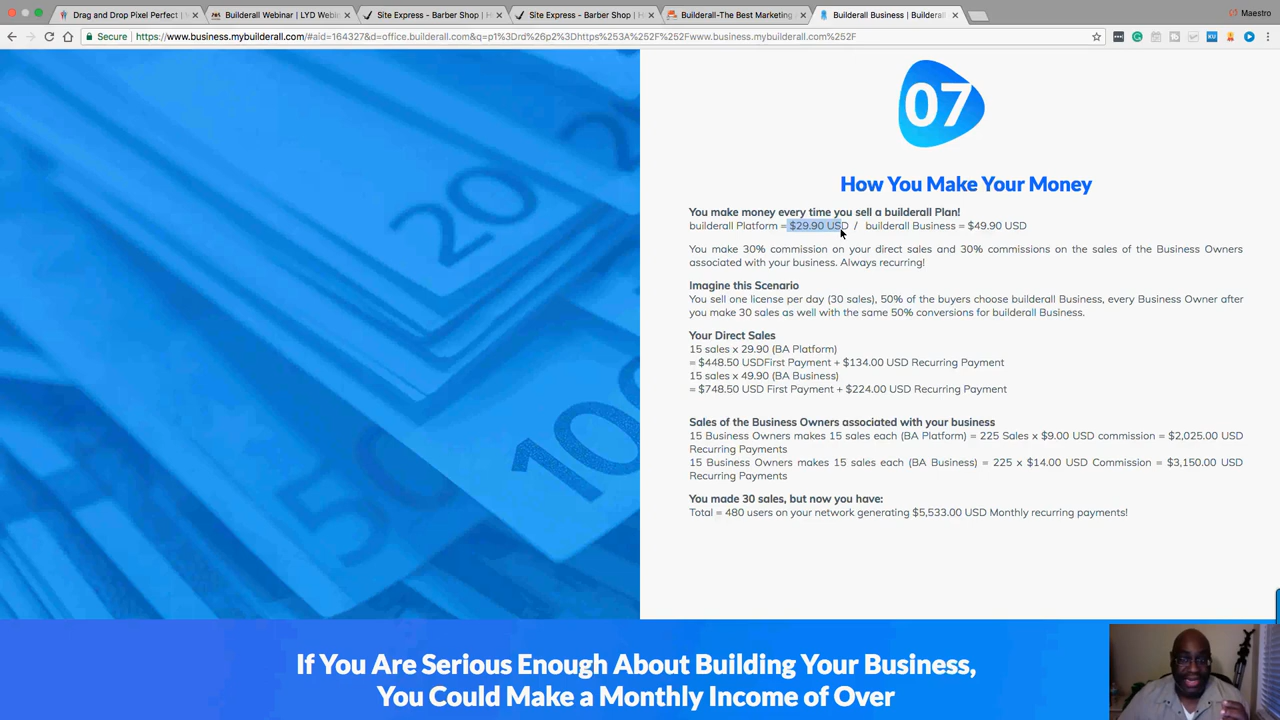 Drag and Drop Pixel Perfect |
Builderall Webinar | LYD Webi
Site Express – Barber Shop | H
Site Express – Barber Shop | H
Builderall-The Best Marketing
Builderall Business | Builderal
Maestro
Secure
https://www.business.mybuilderall.com/#aid=164327&d=office.builderall.com&q=p1%3Drd%26p2%3Dhttps%253A%252F%252Fwww.business.mybuilderall.com%252F
20
20
100
50
07
How You Make Your Money
You make money every time you sell a builderall Plan!
builderall Platform = $29.90 USD / builderall Business = $49.90 USD
You make 30% commission on your direct sales and 30% commissions on the sales of the Business Owners
associated with your business. Always recurring!
Imagine this Scenario
You sell one license per day (30 sales), 50% of the buyers choose builderall Business, every Business Owner after
you make 30 sales as well with the same 50% conversions for builderall Business.
Your Direct Sales
15 sales x 29.90 (BA Platform)
= $448.50 USDFirst Payment + $134.00 USD Recurring Payment
15 sales x 49.90 (BA Business)
= $748.50 USD First Payment + $224.00 USD Recurring Payment
Sales of the Business Owners associated with your business
15 Business Owners makes 15 sales each (BA Platform) = 225 Sales x $9.00 USD commission = $2,025.00 USD
Recurring Payments
15 Business Owners makes 15 sales each (BA Business) = 225 x $14.00 USD Commission = $3,150.00 USD
Recurring Payments
You made 30 sales, but now you have:
Total = 480 users on your network generating $5,533.00 USD Monthly recurring payments!
If You Are Serious Enough About Building Your Business,
You Could Make a Monthly Income of Over